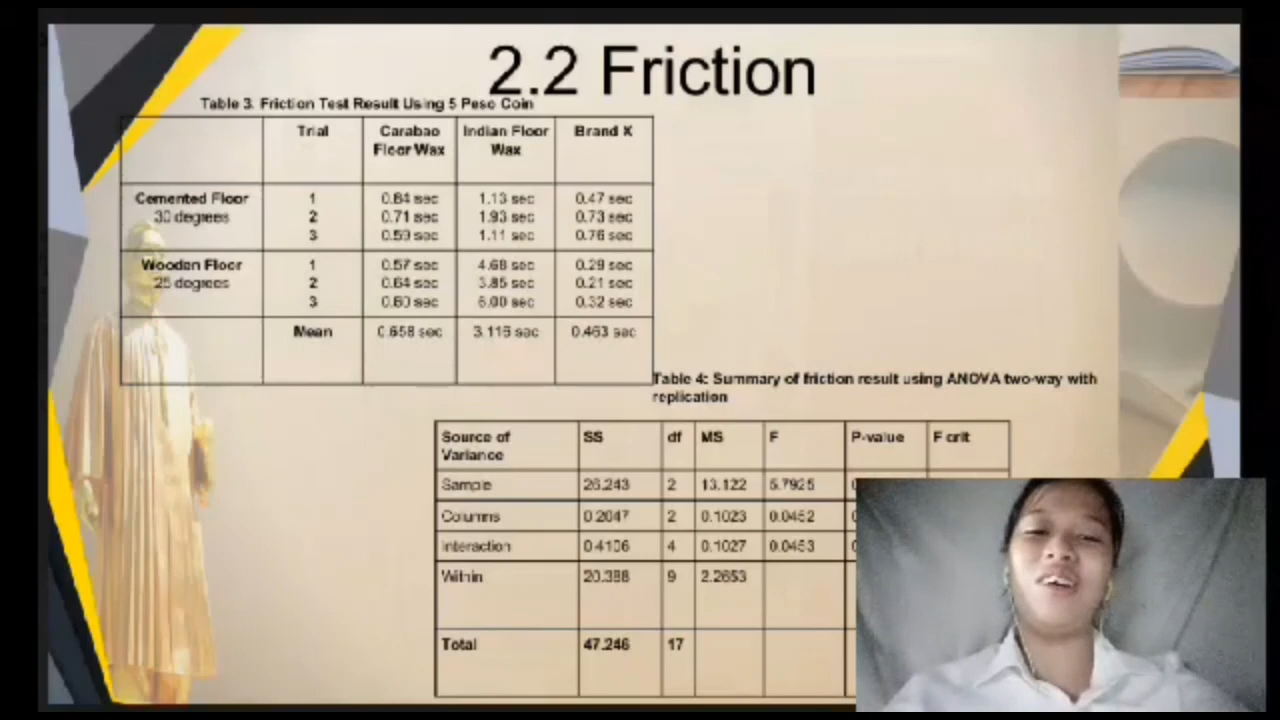 2.2 Friction
Table 3. Friction Test Result Using 5 Peso Coin
Trial Carabao Floor Wax Indian Floor Wax Brand X
Cemented Floor 30 degrees
1 0.84 sec 1.13 sec 0.47 sec
2 0.71 sec 1.93 sec 0.73 sec
3 0.59 sec 1.11 sec 0.76 sec
Wooden Floor 25 degrees
1 0.57 sec 4.68 sec 0.29 sec
2 0.64 sec 3.85 sec 0.21 sec
3 0.60 sec 6.00 sec 0.32 sec
Mean 0.658 sec 3.116 sec 0.463 sec
Table 4: Summary of friction result using ANOVA two-way with
replication
Source of Variance SS df MS F P-value F crit
Sample 26.243 2 13.122 5.7925
Columns 0.2047 2 0.1023 0.0452
Interaction 0.4106 4 0.1027 0.0453
Within 20.388 9 2.2653
Total 47.246 17